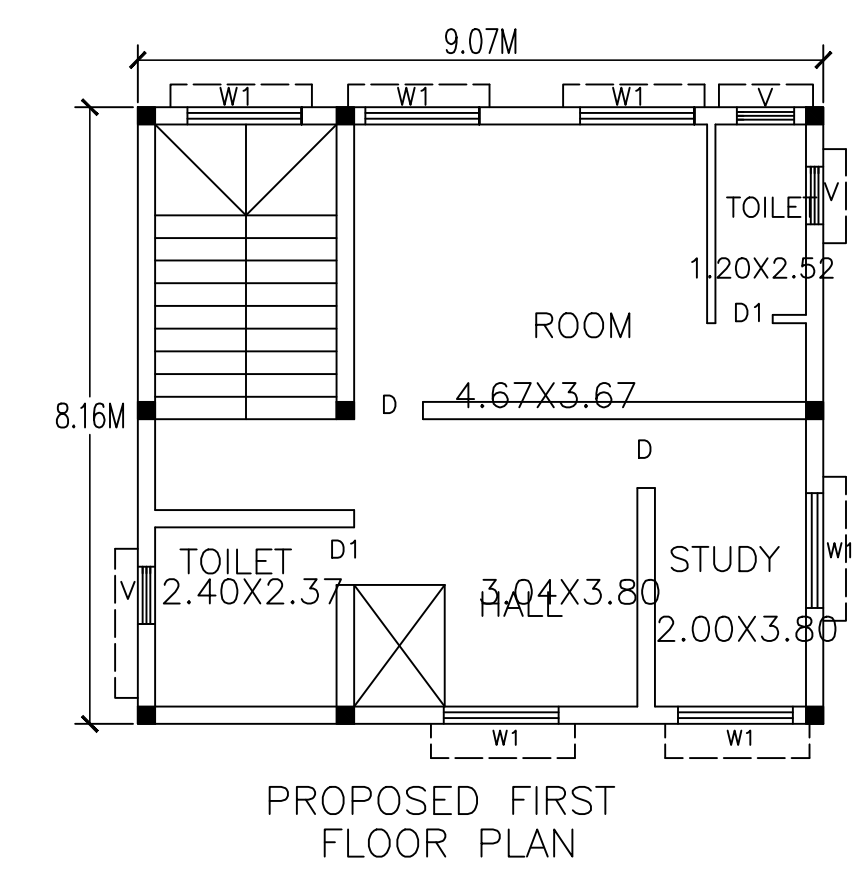 9.07M
W1
W1
W1
V
V
TOILET
1.20X2.52
D1
ROOM
4.67X3.67
D
8.16M
D
D1
TOILET
2.40X2.37
V
3.04X3.80
HALL
STUDY
2.00X3.80
W1
W1
W1
PROPOSED FIRST
FLOOR PLAN